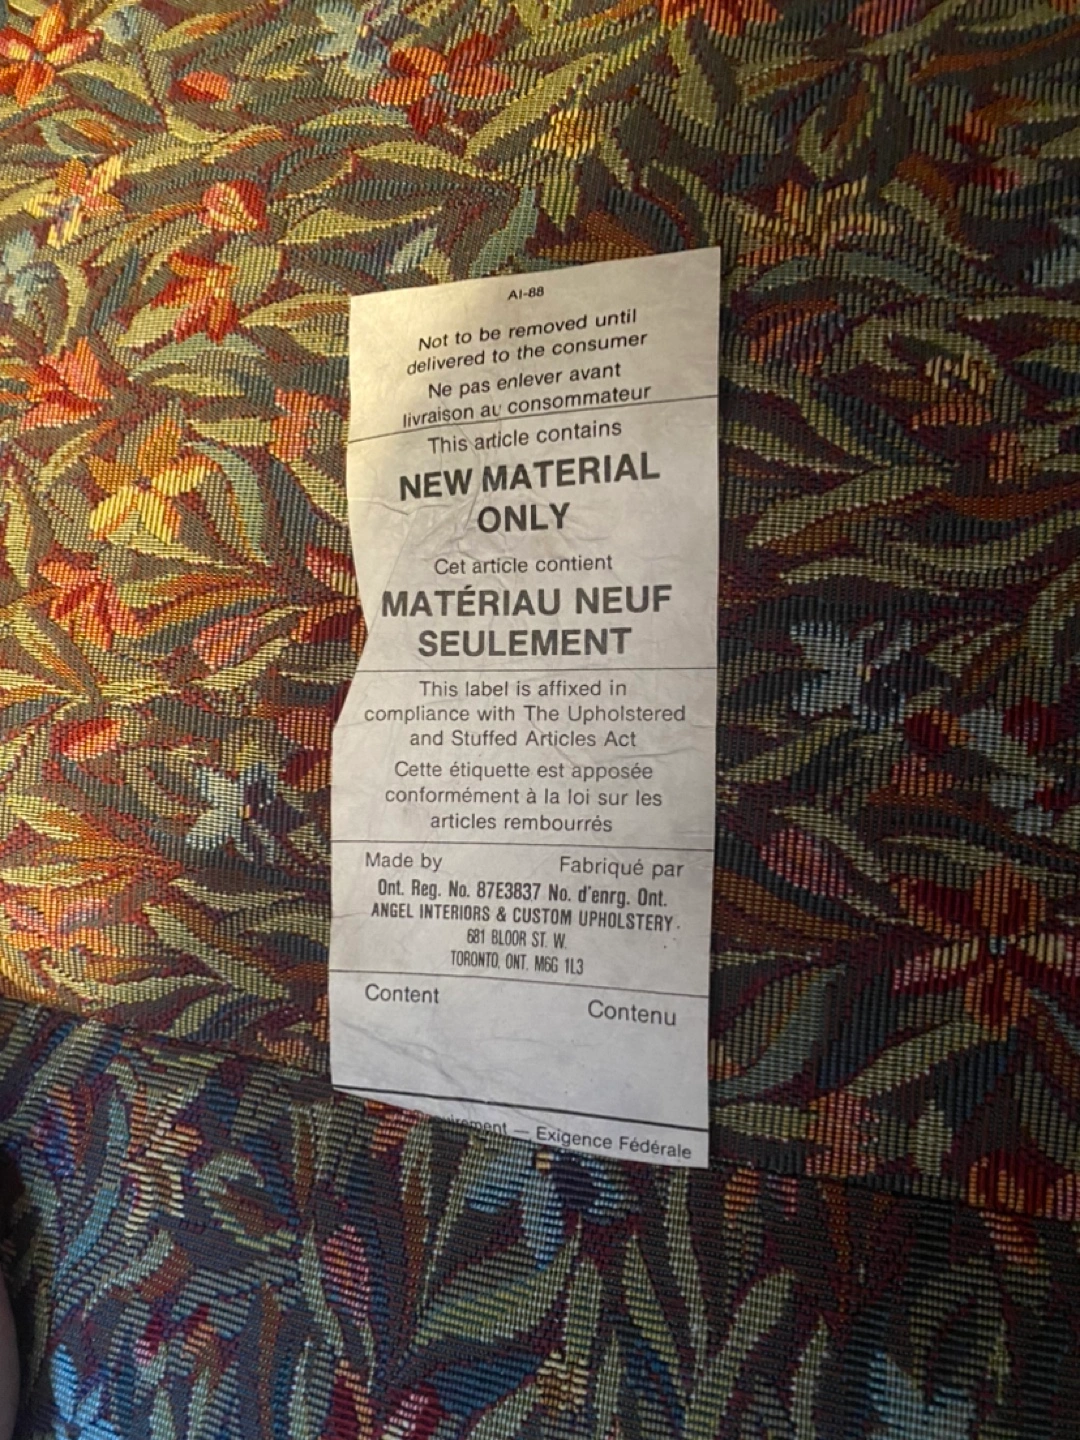 AI-88
Not to be removed until
delivered to the consumer
Ne pas enlever avant
livraison au consommateur
This article contains
NEW MATERIAL
ONLY
Cet article contient
MATÉRIAU NEUF
SEULEMENT
This label is affixed in
compliance with The Upholstered
and Stuffed Articles Act
Cette étiquette est apposée
conformément à la loi sur les
articles rembourrés
Made by Fabriqué par
Ont. Reg. No. 87E3837 No. d'enrg. Ont.
ANGEL INTERIORS & CUSTOM UPHOLSTERY.
681 BLOOR ST. W.
TORONTO, ONT. M6G 1L3
Content Contenu
— Exigence Fédérale